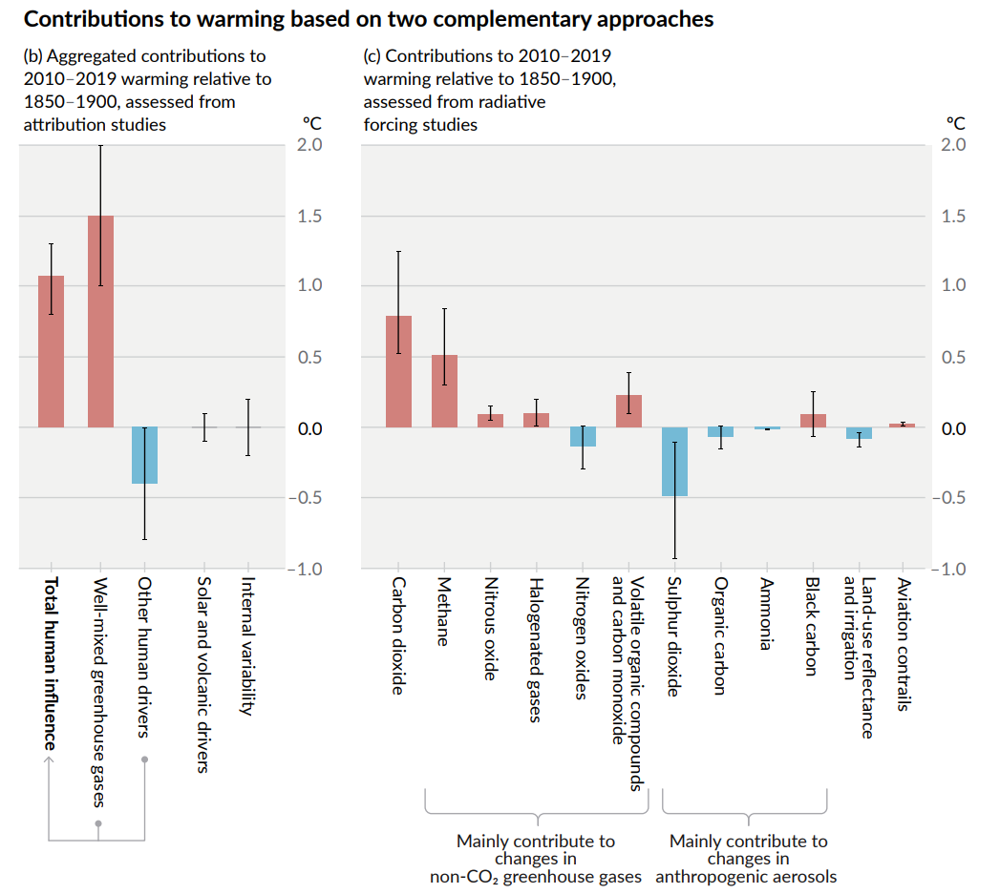 Contributions to warming based on two complementary approaches
(b) Aggregated contributions to
2010–2019 warming relative to
1850–1900, assessed from
attribution studies
(c) Contributions to 2010–2019
warming relative to 1850–1900,
assessed from radiative
forcing studies
ºC
2.0
1.5
1.0
0.5
0.0
–0.5
–1.0
ºC
2.0
1.5
1.0
0.5
0.0
–0.5
–1.0
Total human influence
Well-mixed greenhouse gases
Other human drivers
Solar and volcanic drivers
Internal variability
Carbon dioxide
Methane
Nitrous oxide
Halogenated gases
Nitrogen oxides
Volatile organic compounds
and carbon monoxide
Sulphur dioxide
Organic carbon
Ammonia
Black carbon
Land-use reflectance
and irrigation
Aviation contrails
Mainly contribute to
changes in
non-CO₂ greenhouse gases
Mainly contribute to
changes in
anthropogenic aerosols